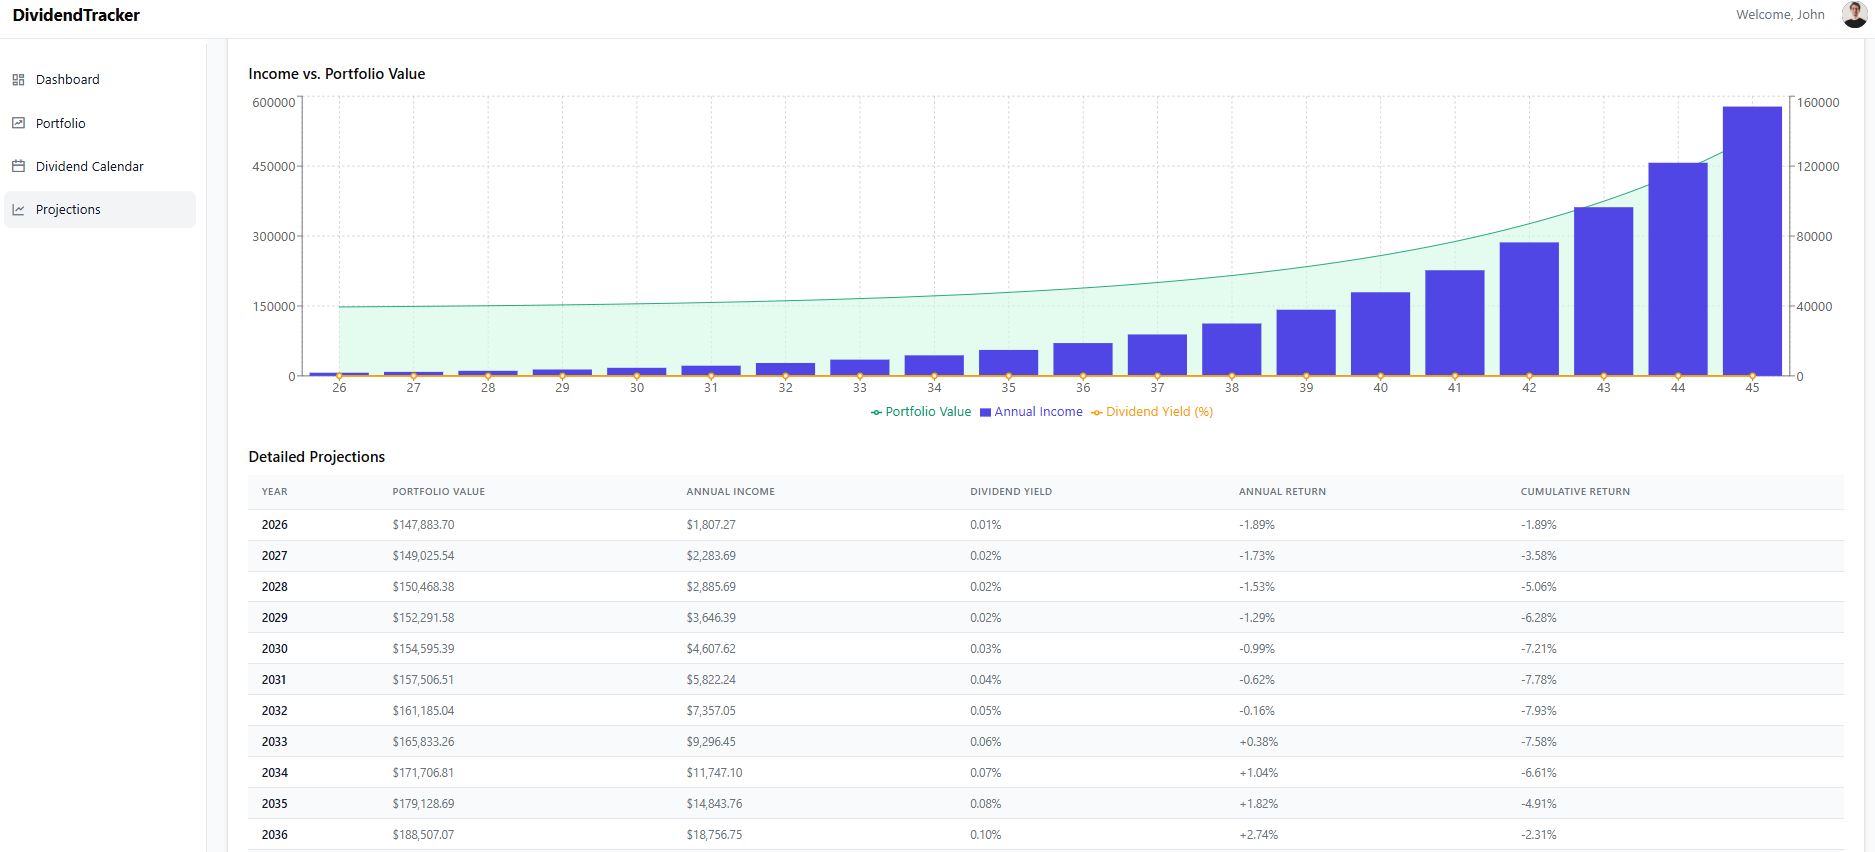 DividendTracker
Welcome, John
Dashboard
Portfolio
Dividend Calendar
Projections
Income vs. Portfolio Value
600000
450000
300000
150000
0
160000
120000
80000
40000
0
26 27 28 29 30 31 32 33 34 35 36 37 38 39 40 41 42 43 44 45
Portfolio Value Annual Income Dividend Yield (%)
Detailed Projections
YEAR PORTFOLIO VALUE ANNUAL INCOME DIVIDEND YIELD ANNUAL RETURN CUMULATIVE RETURN
2026 $147,883.70 $1,807.27 0.01% -1.89% -1.89%
2027 $149,025.54 $2,283.69 0.02% -1.73% -3.58%
2028 $150,468.38 $2,885.69 0.02% -1.53% -5.06%
2029 $152,291.58 $3,646.39 0.02% -1.29% -6.28%
2030 $154,595.39 $4,607.62 0.03% -0.99% -7.21%
2031 $157,506.51 $5,822.24 0.04% -0.62% -7.78%
2032 $161,185.04 $7,357.05 0.05% -0.16% -7.93%
2033 $165,833.26 $9,296.45 0.06% +0.38% -7.58%
2034 $171,706.81 $11,747.10 0.07% +1.04% -6.61%
2035 $179,128.69 $14,843.76 0.08% +1.82% -4.91%
2036 $188,507.07 $18,756.75 0.10% +2.74% -2.31%